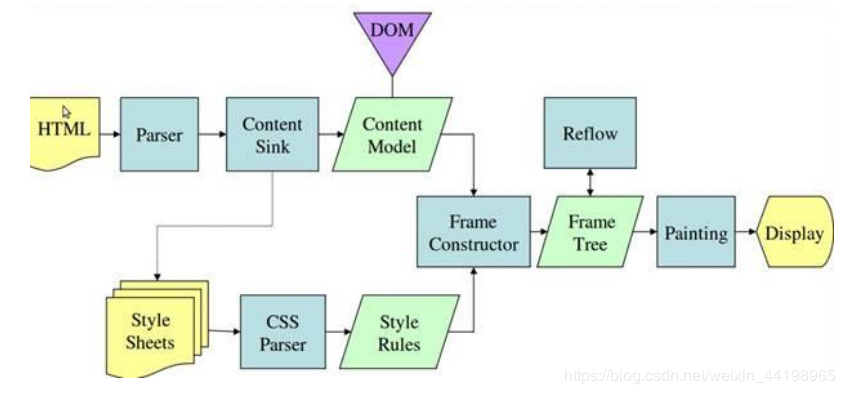 DOM
HTML
Parser
Content
Sink
Content
Model
Reflow
Frame
Constructor
Frame
Tree
Painting
Display
Style
Sheets
CSS
Parser
Style
Rules
https://blog.csdn.net/weixin_44198965